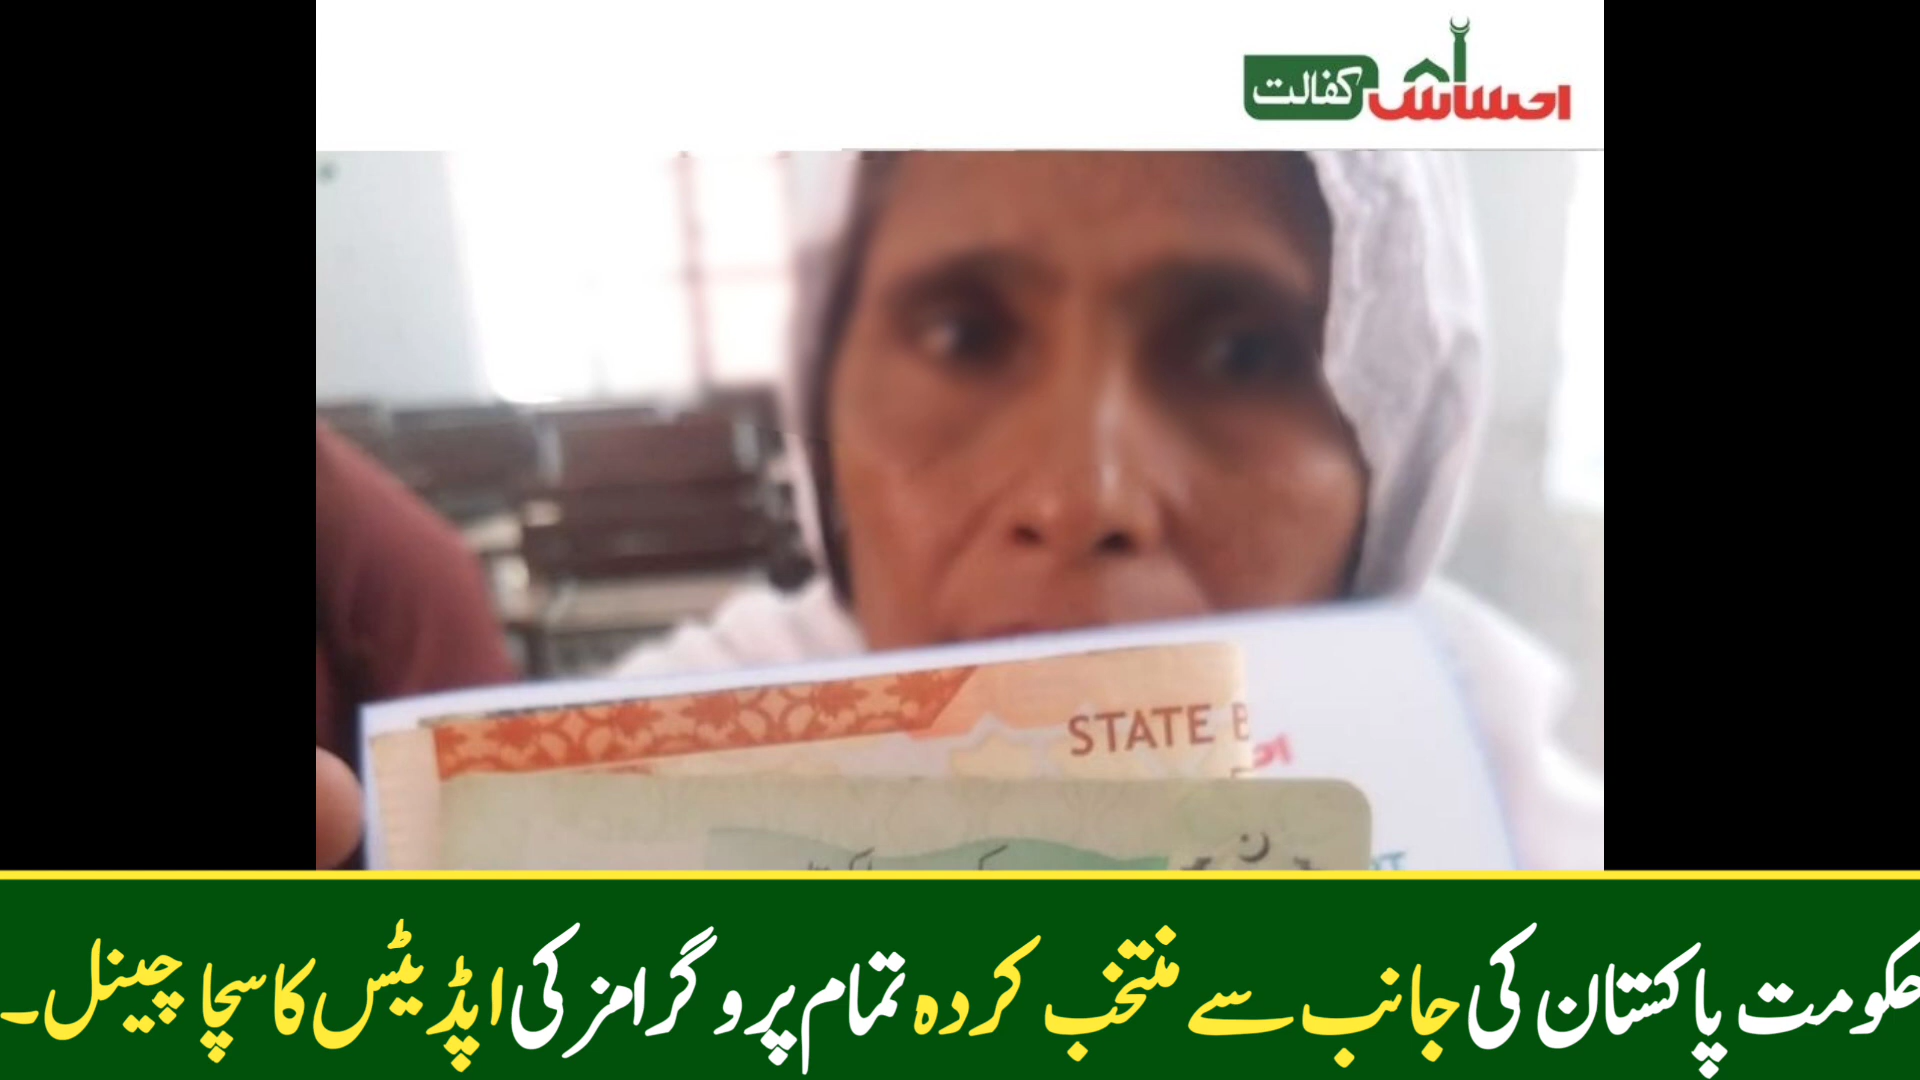 احساس کفالت
STATE B
حکومت پاکستان کی جانب سے منتخب کردہ تمام پروگرامز کی اپڈیٹس کا سچا چینل۔